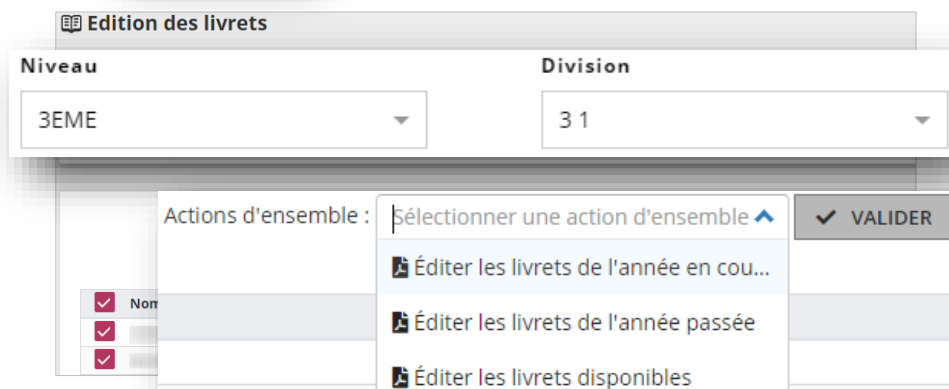 Edition des livrets
Niveau Division
3EME 3 1
Actions d'ensemble : Sélectionner une action d'ensemble VALIDER
Éditer les livrets de l'année en cou...
Nom
Éditer les livrets de l'année passée
Éditer les livrets disponibles